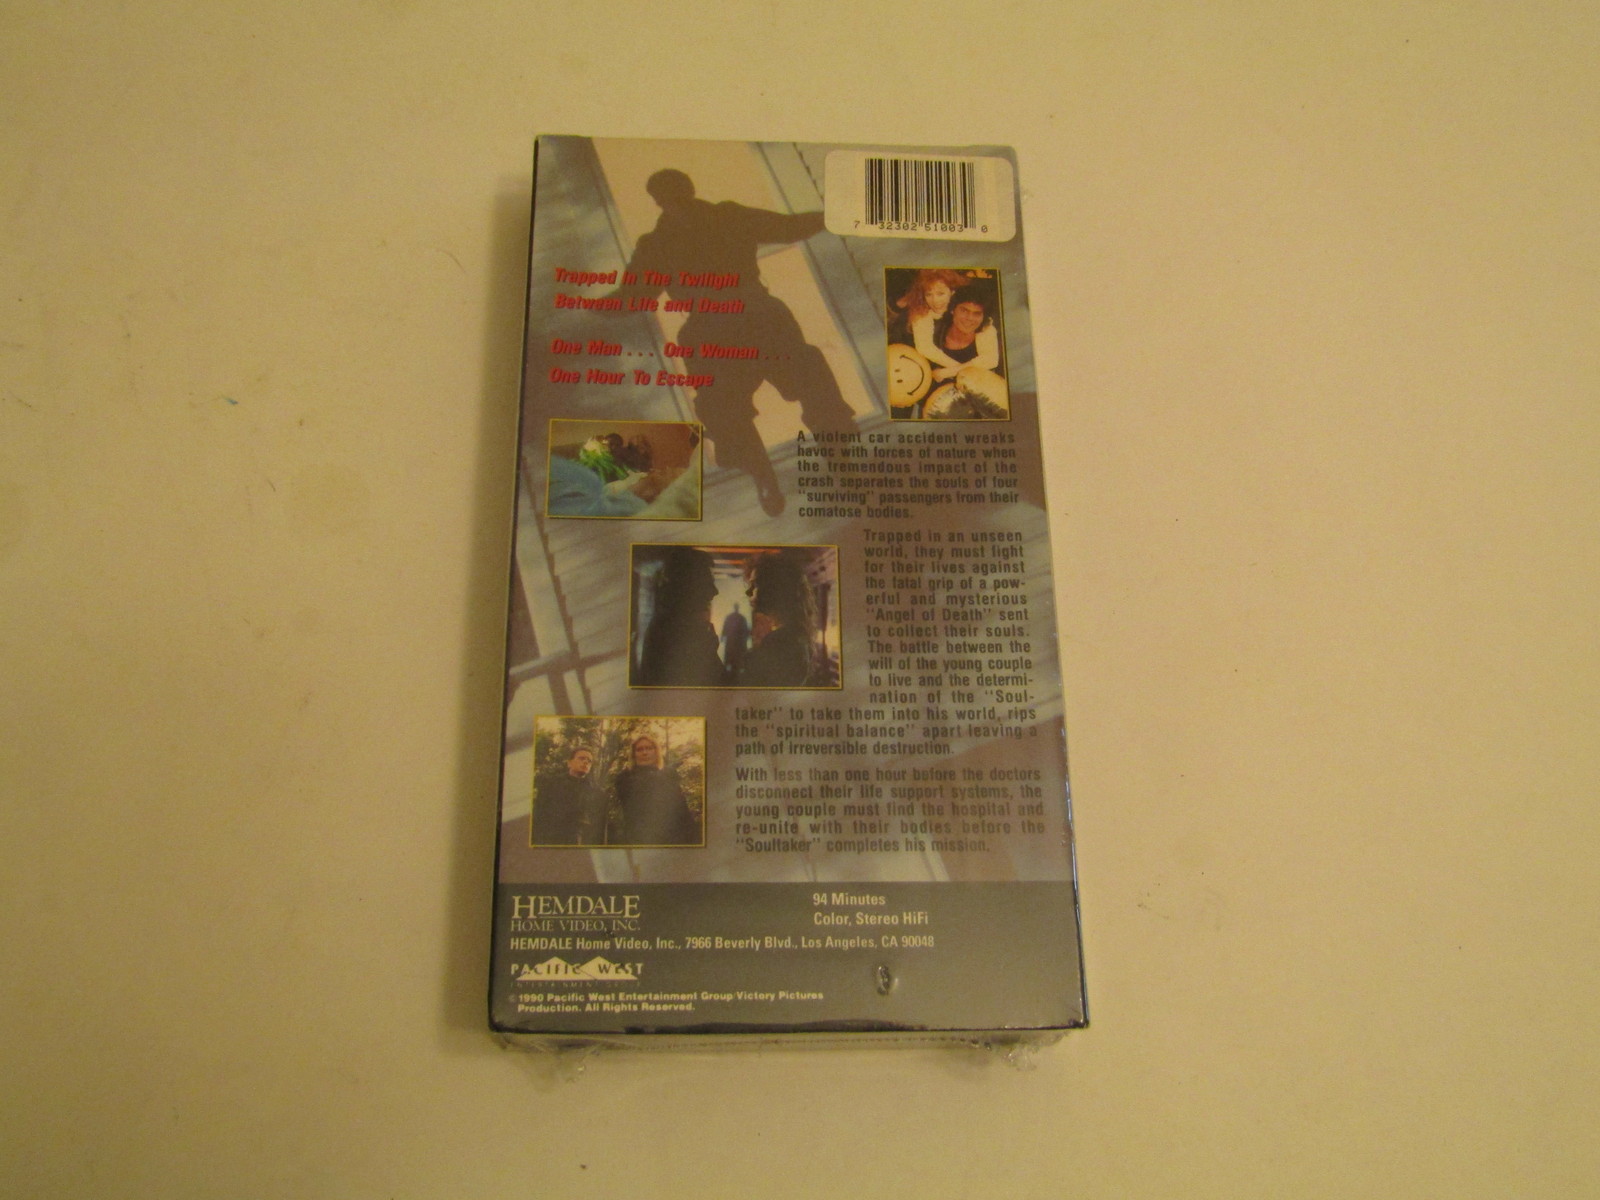 7 32302 51003 0
Trapped In The Twilight
Between Life and Death
One Man . . . One Woman . . .
One Hour To Escape
A violent car accident wreaks
havoc with forces of nature when
the tremendous impact of the
crash separates the souls of four
"surviving" passengers from their
comatose bodies.
Trapped in an unseen
world, they must fight
for their lives against
the fatal grip of a pow-
erful and mysterious
"Angel of Death" sent
to collect their souls.
The battle between the
will of the young couple
to live and the determi-
nation of the "Soul-
taker" to take them into his world, rips
the "spiritual balance" apart leaving a
path of irreversible destruction.
With less than one hour before the doctors
disconnect their life support systems, the
young couple must find the hospital and
re-unite with their bodies before the
"Soultaker" completes his mission.
HEMDALE
HOME VIDEO, INC.
94 Minutes
Color, Stereo HiFi
HEMDALE Home Video, Inc., 7966 Beverly Blvd., Los Angeles, CA 90048
PACIFIC WEST
ENTERTAINMENT GROUP
© 1990 Pacific West Entertainment Group/Victory Pictures
Production. All Rights Reserved.